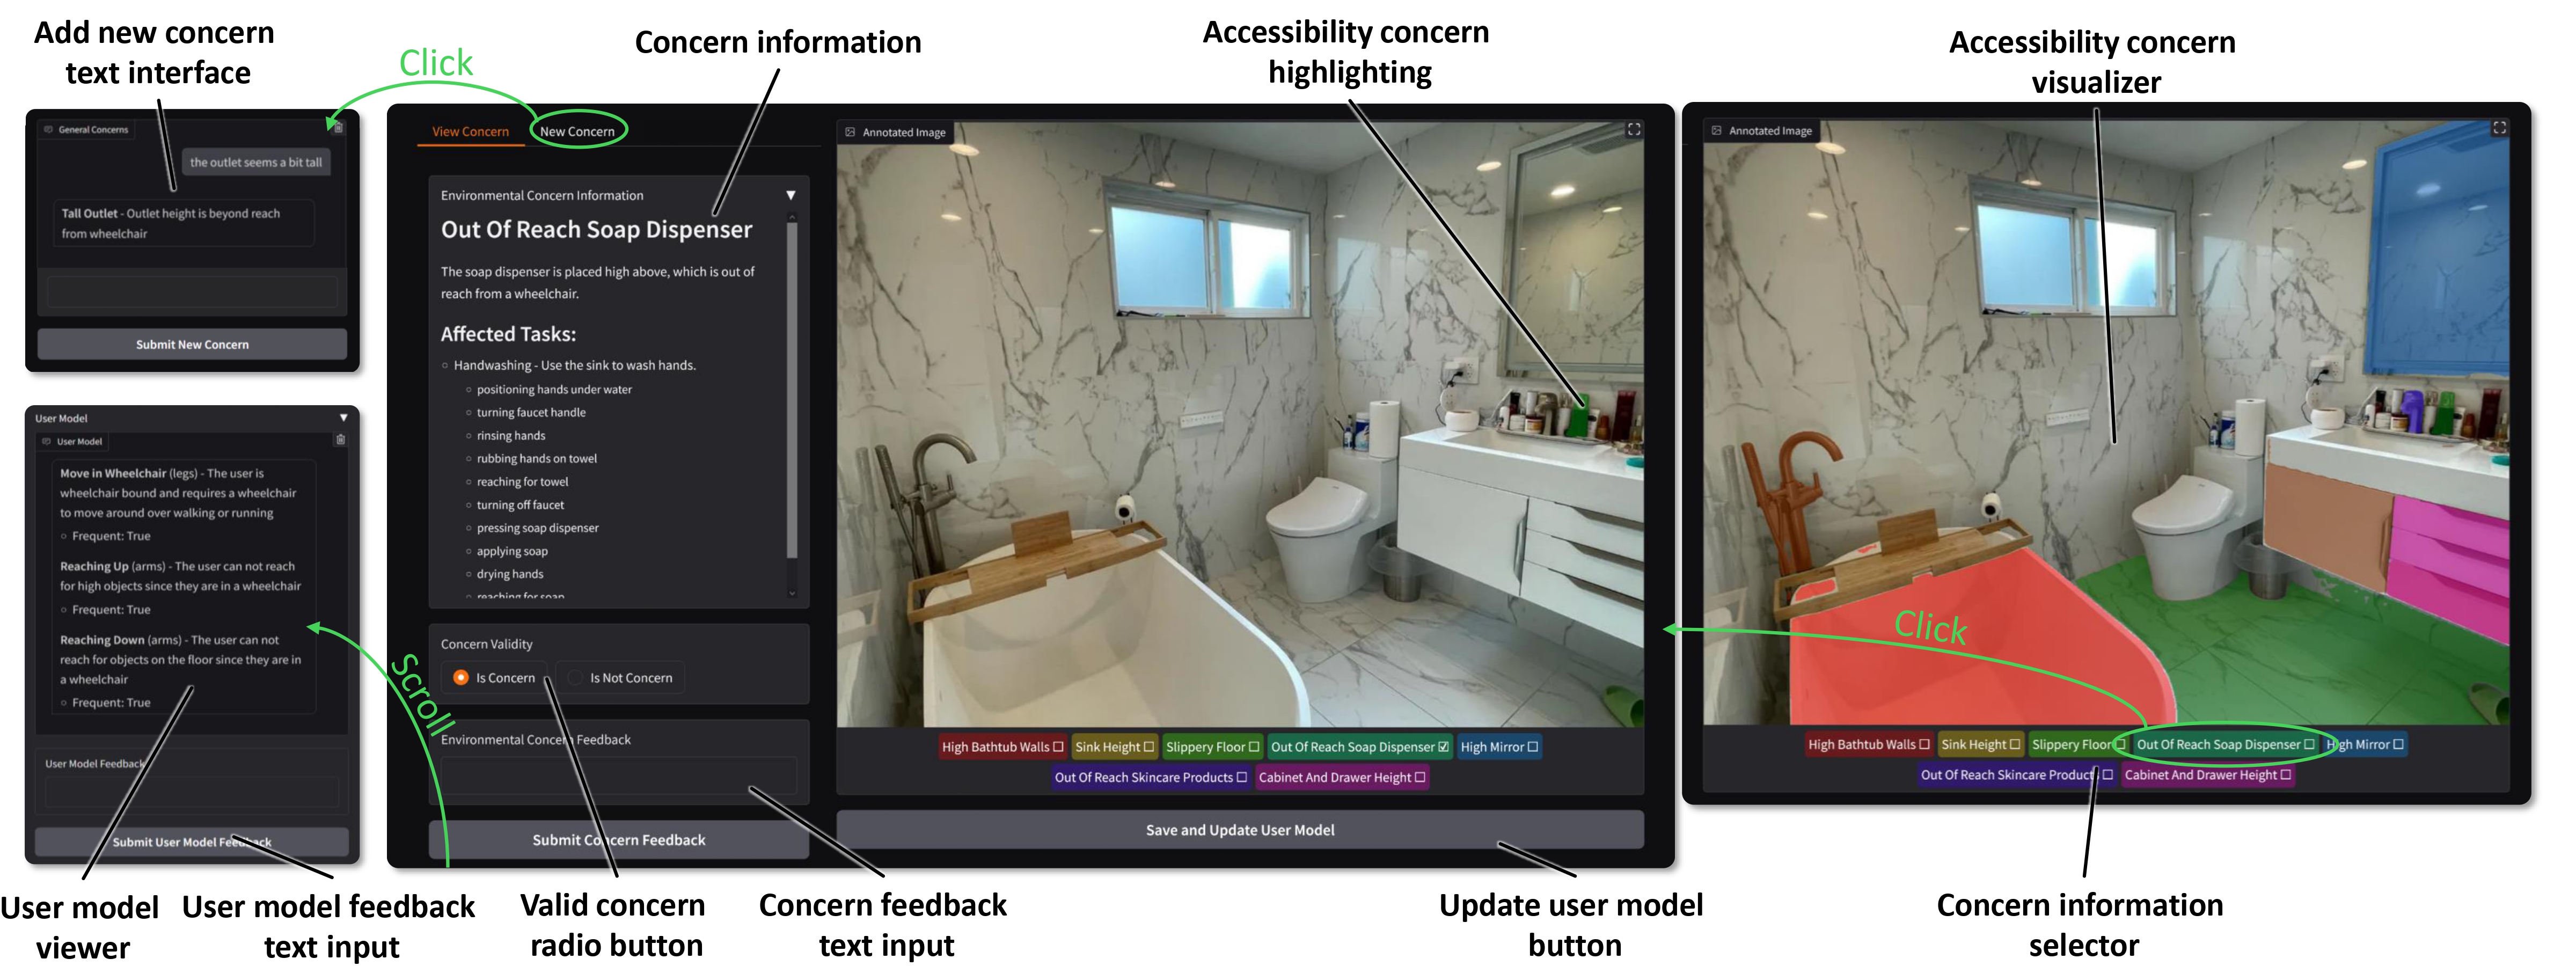 Add new concern
text interface
Click
Concern information
Accessibility concern
highlighting
Accessibility concern
visualizer
General Concerns
the outlet seems a bit tall
Tall Outlet - Outlet height is beyond reach
from wheelchair
Submit New Concern
User Model
User Model
Move in Wheelchair (legs) - The user is
wheelchair bound and requires a wheelchair
to move around over walking or running
Frequent: True
Reaching Up (arms) - The user can not reach
for high objects since they are in a wheelchair
Frequent: True
Reaching Down (arms) - The user can not
reach for objects on the floor since they are in
a wheelchair
Frequent: True
User Model Feedback
Submit User Model Feedback
Scroll
View Concern
New Concern
Environmental Concern Information
Out Of Reach Soap Dispenser
The soap dispenser is placed high above, which is out of
reach from a wheelchair.
Affected Tasks:
Handwashing - Use the sink to wash hands.
positioning hands under water
turning faucet handle
rinsing hands
rubbing hands on towel
reaching for towel
turning off faucet
pressing soap dispenser
applying soap
drying hands
reaching for soap
Concern Validity
Is Concern
Is Not Concern
Environmental Concern Feedback
Submit Concern Feedback
Annotated Image
High Bathtub Walls
Sink Height
Slippery Floor
Out Of Reach Soap Dispenser
High Mirror
Out Of Reach Skincare Products
Cabinet And Drawer Height
Save and Update User Model
Annotated Image
Click
High Bathtub Walls
Sink Height
Slippery Floor
Out Of Reach Soap Dispenser
High Mirror
Out Of Reach Skincare Products
Cabinet And Drawer Height
User model
viewer
User model feedback
text input
Valid concern
radio button
Concern feedback
text input
Update user model
button
Concern information
selector